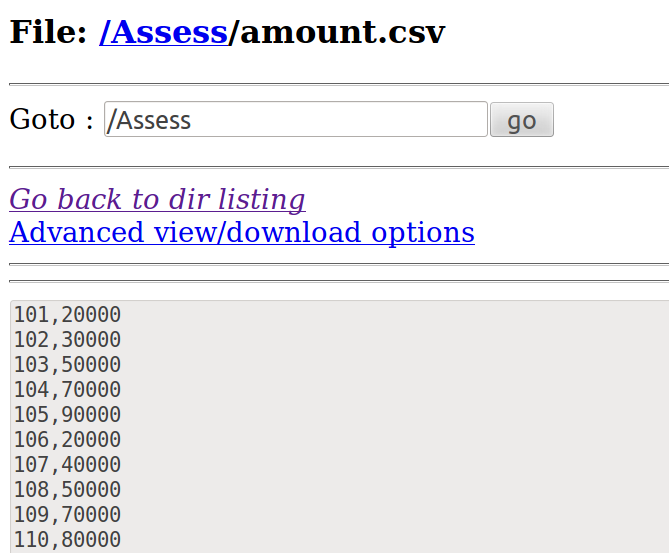 File: /Assess/amount.csv
Goto : /Assess go
Go back to dir listing
Advanced view/download options
101,20000
102,30000
103,50000
104,70000
105,90000
106,20000
107,40000
108,50000
109,70000
110,80000